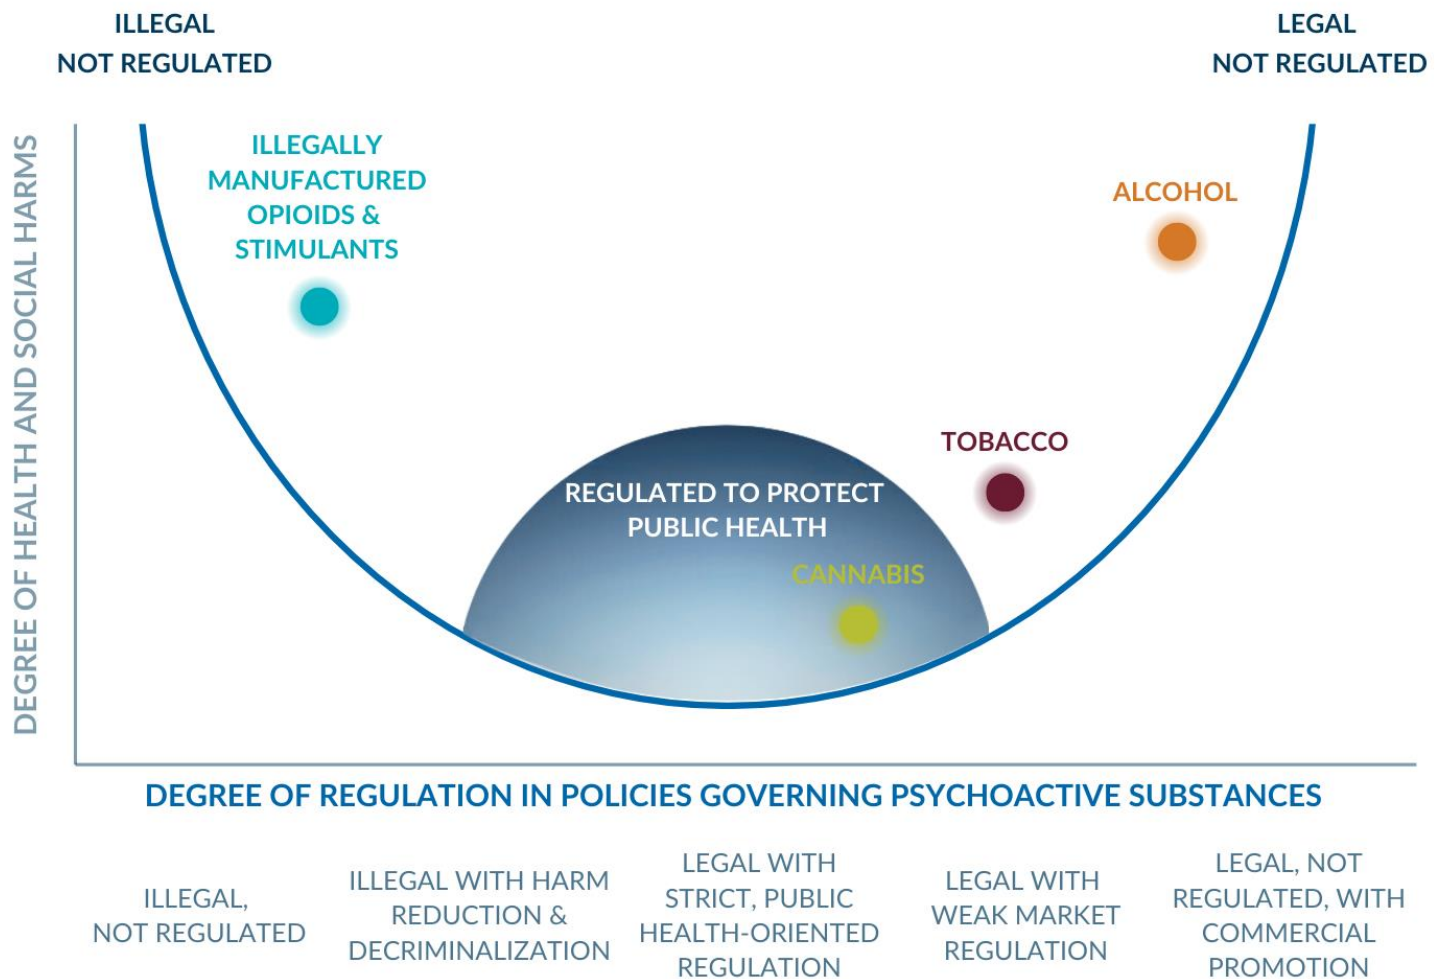 ILLEGAL
NOT REGULATED
LEGAL
NOT REGULATED
DEGREE OF HEALTH AND SOCIAL HARMS
ILLEGALLY
MANUFACTURED
OPIOIDS &
STIMULANTS
ALCOHOL
TOBACCO
REGULATED TO PROTECT
PUBLIC HEALTH
CANNABIS
DEGREE OF REGULATION IN POLICIES GOVERNING PSYCHOACTIVE SUBSTANCES
ILLEGAL,
NOT REGULATED
ILLEGAL WITH HARM
REDUCTION &
DECRIMINALIZATION
LEGAL WITH
STRICT, PUBLIC
HEALTH-ORIENTED
REGULATION
LEGAL WITH
WEAK MARKET
REGULATION
LEGAL, NOT
REGULATED, WITH
COMMERCIAL
PROMOTION